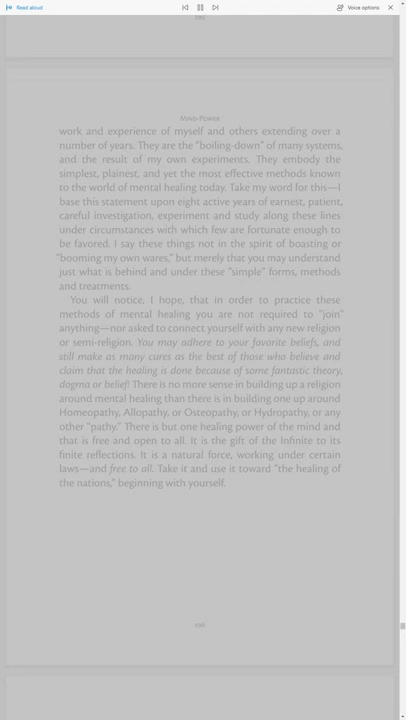 Read aloud
Voice options
MIND-POWER
work and experience of myself and others extending over a
number of years. They are the "boiling-down" of many systems,
and the result of my own experiments. They embody the
simplest, plainest, and yet the most effective methods known
to the world of mental healing today. Take my word for this—I
base this statement upon eight active years of earnest, patient,
careful investigation, experiment and study along these lines
under circumstances with which few are fortunate enough to
be favored. I say these things not in the spirit of boasting or
"booming my own wares," but merely that you may understand
just what is behind and under these "simple" forms, methods
and treatments.
You will notice, I hope, that in order to practice these
methods of mental healing you are not required to "join"
anything—nor asked to connect yourself with any new religion
or semi-religion. You may adhere to your favorite beliefs, and
still make as many cures as the best of those who believe and
claim that the healing is done because of some fantastic theory,
dogma or belief! There is no more sense in building up a religion
around mental healing than there is in building one up around
Homeopathy, Allopathy, or Osteopathy, or Hydropathy, or any
other "pathy." There is but one healing power of the mind and
that is free and open to all. It is the gift of the Infinite to its
finite reflections. It is a natural force, working under certain
laws—and free to all. Take it and use it toward "the healing of
the nations," beginning with yourself.